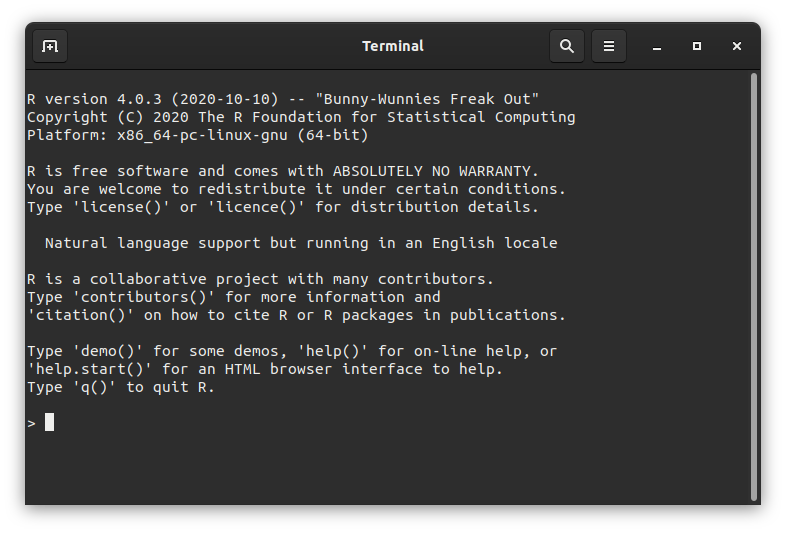 Terminal
R version 4.0.3 (2020-10-10) -- "Bunny-Wunnies Freak Out"
Copyright (C) 2020 The R Foundation for Statistical Computing
Platform: x86_64-pc-linux-gnu (64-bit)
R is free software and comes with ABSOLUTELY NO WARRANTY.
You are welcome to redistribute it under certain conditions.
Type 'license()' or 'licence()' for distribution details.
Natural language support but running in an English locale
R is a collaborative project with many contributors.
Type 'contributors()' for more information and
'citation()' on how to cite R or R packages in publications.
Type 'demo()' for some demos, 'help()' for on-line help, or
'help.start()' for an HTML browser interface to help.
Type 'q()' to quit R.
>